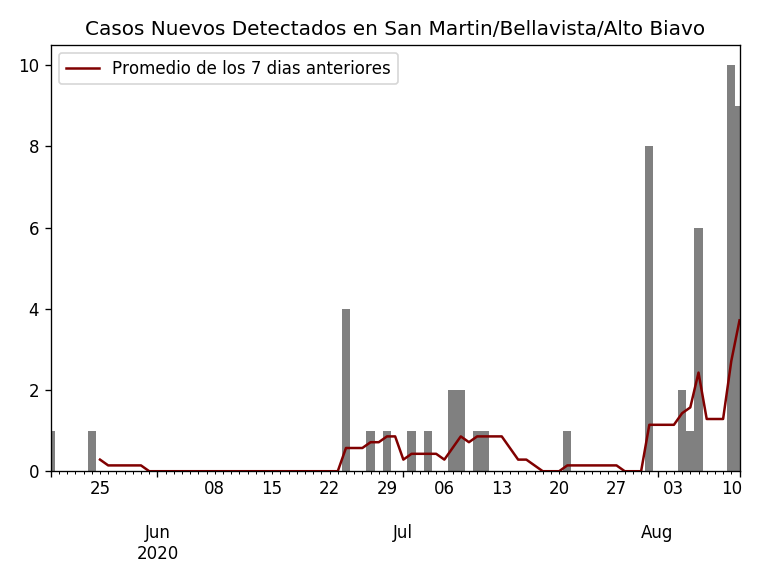 Casos Nuevos Detectados en San Martin/Bellavista/Alto Biavo
Promedio de los 7 dias anteriores
10
8
6
4
2
0
25 08 15 22 29 06 13 20 27 03 10
Jun Jul Aug
2020